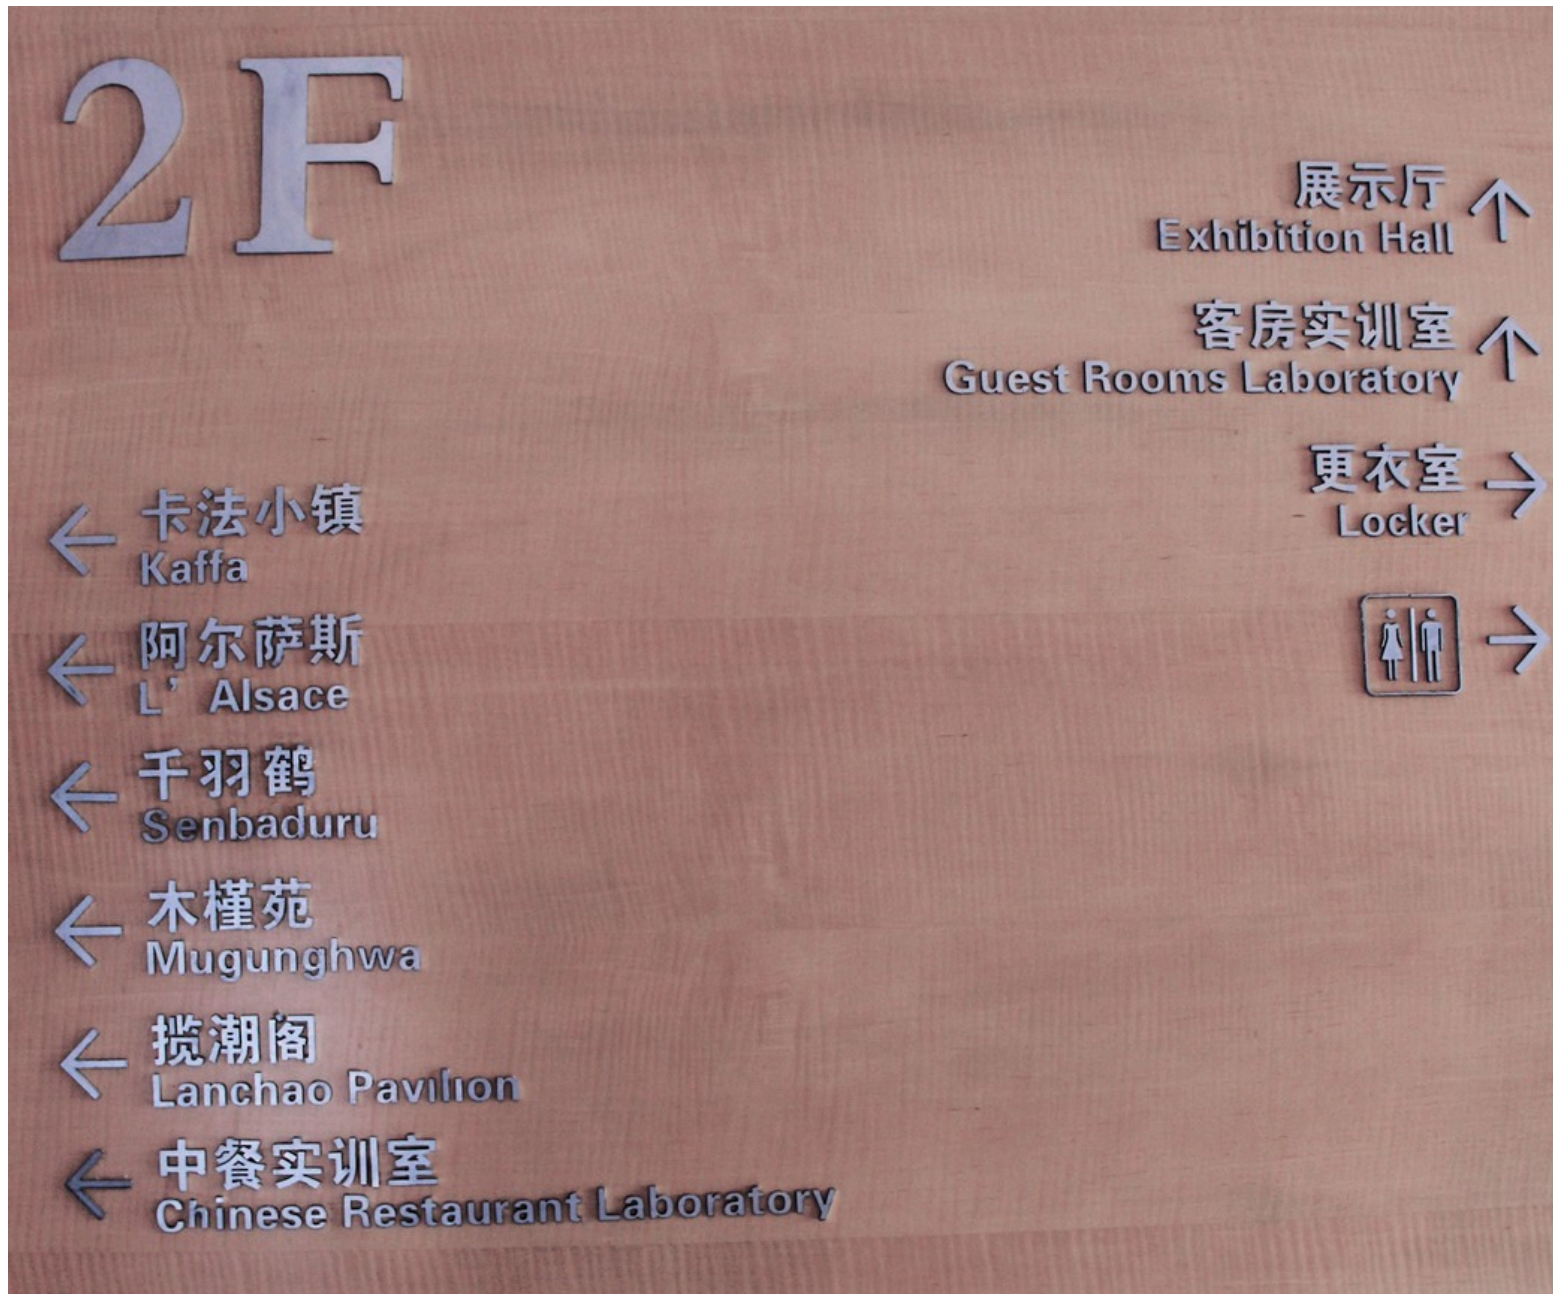 2F
展示厅
Exhibition Hall
客房实训室
Guest Rooms Laboratory
更衣室
Locker
卡法小镇
Kaffa
阿尔萨斯
L’ Alsace
千羽鹤
Senbaduru
木槿苑
Mugunghwa
揽潮阁
Lanchao Pavilion
中餐实训室
Chinese Restaurant Laboratory